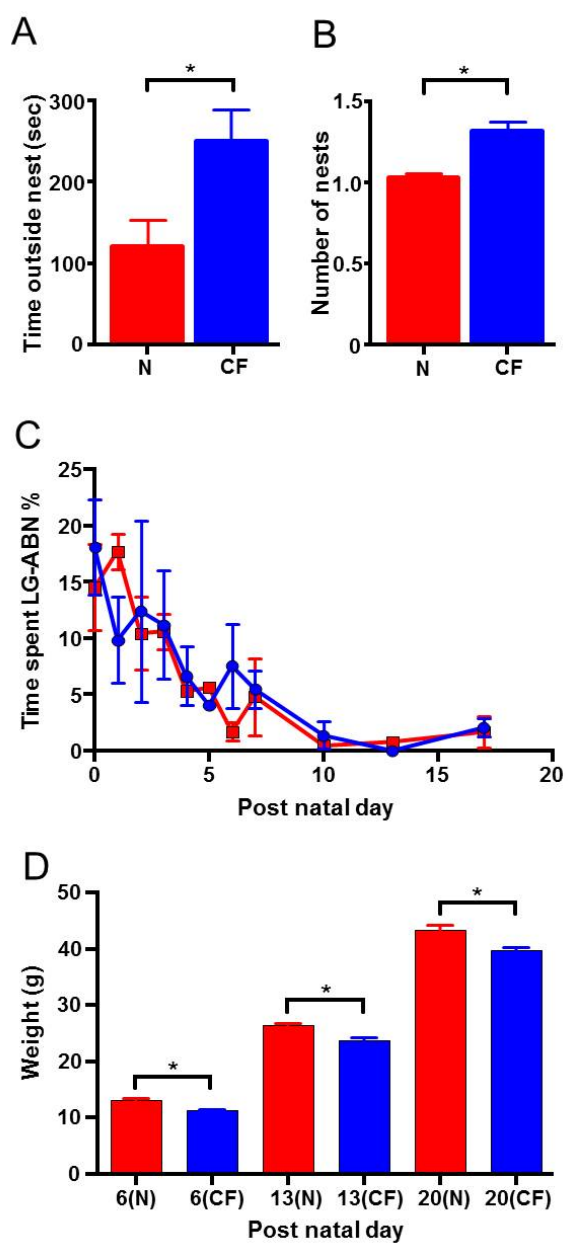 A
B
*
*
Time outside nest (sec)
300
200
100
0
N
CF
Number of nests
1.5
1.0
0.5
0
N
CF
C
Time spent LG-ABN %
25
20
15
10
5
0
0
5
10
15
20
Post natal day
D
Weight (g)
50
40
30
20
10
0
*
*
*
6(N)
6(CF)
13(N)
13(CF)
20(N)
20(CF)
Post natal day